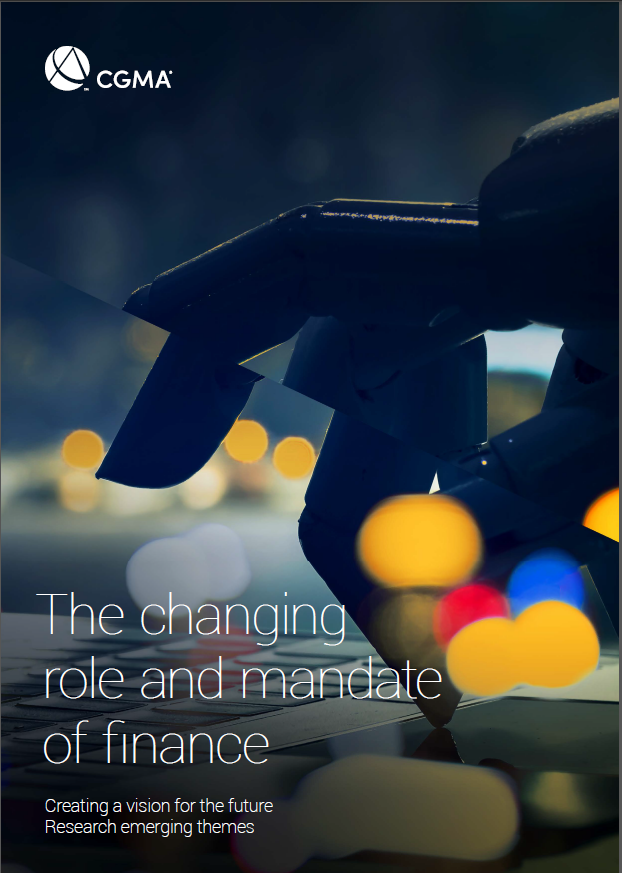 CGMA
The changing
role and mandate
of finance
Creating a vision for the future
Research emerging themes